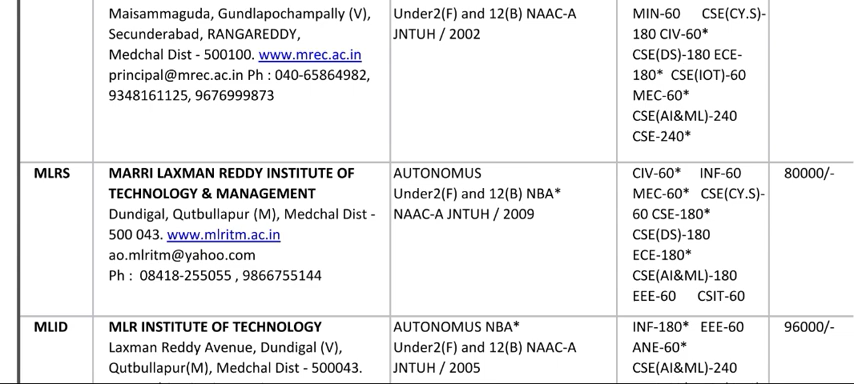 Maisammaguda, Gundlapochampally (V),
Secunderabad, RANGAREDDY,
Medchal Dist - 500100. www.mrec.ac.in
principal@mrec.ac.in Ph : 040-65864982,
9348161125, 9676999873
Under2(F) and 12(B) NAAC-A
JNTUH / 2002
MIN-60 CSE(CY.S)-
180 CIV-60*
CSE(DS)-180 ECE-
180* CSE(IOT)-60
MEC-60*
CSE(AI&ML)-240
CSE-240*
MLRS
MARRI LAXMAN REDDY INSTITUTE OF
TECHNOLOGY & MANAGEMENT
Dundigal, Qutbullapur (M), Medchal Dist -
500 043. www.mlritm.ac.in
ao.mlritm@yahoo.com
Ph : 08418-255055 , 9866755144
AUTONOMUS
Under2(F) and 12(B) NBA*
NAAC-A JNTUH / 2009
CIV-60* INF-60
MEC-60* CSE(CY.S)-
60 CSE-180*
CSE(DS)-180
ECE-180*
CSE(AI&ML)-180
EEE-60 CSIT-60
80000/-
MLID
MLR INSTITUTE OF TECHNOLOGY
Laxman Reddy Avenue, Dundigal (V),
Qutbullapur(M), Medchal Dist - 500043.
AUTONOMUS NBA*
Under2(F) and 12(B) NAAC-A
JNTUH / 2005
INF-180* EEE-60
ANE-60*
CSE(AI&ML)-240
96000/-